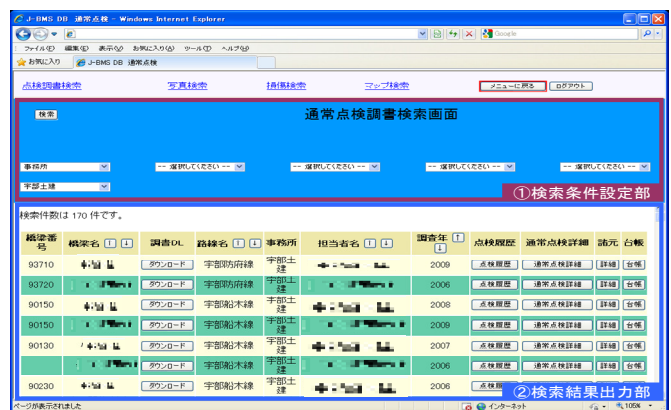 J-BMS DB 通常点検 - Windows Internet Explorer
Google
ファイル(F) 編集(E) 表示(V) お気に入り(A) ツール(T) ヘルプ(H)
お気に入り J-BMS DB 通常点検
点検調書検索 写真検索 損傷検索 マップ検索 メニューに戻る ログアウト
検索 通常点検調書検索画面
事務所 -- 選択してください -- -- 選択してください -- -- 選択してください -- -- 選択してください --
宇部土建
①検索条件設定部
検索件数は 170 件です。
橋梁番号 橋梁名 ↑ ↓ 調書DL 路線名 ↑ ↓ 事務所 担当者名 ↑ ↓ 調査年 ↑ ↓ 点検履歴 通常点検詳細 諸元 台帳
93710 ダウンロード 宇部防府線 宇部土建 2009 点検履歴 通常点検詳細 詳細 台帳
93720 ダウンロード 宇部防府線 宇部土建 2006 点検履歴 通常点検詳細 詳細 台帳
90150 ダウンロード 宇部船木線 宇部土建 2008 点検履歴 通常点検詳細 詳細 台帳
90150 ダウンロード 宇部船木線 宇部土建 2009 点検履歴 通常点検詳細 詳細 台帳
90130 ダウンロード 宇部船木線 宇部土建 2007 点検履歴 通常点検詳細 詳細 台帳
ダウンロード 宇部船木線 宇部土建 2006 点検履歴 通常点検詳細 詳細 台帳
90230 ダウンロード 宇部船木線 宇部土建 2006 点検履歴
②検索結果出力部
ページが表示されました インターネット 105%